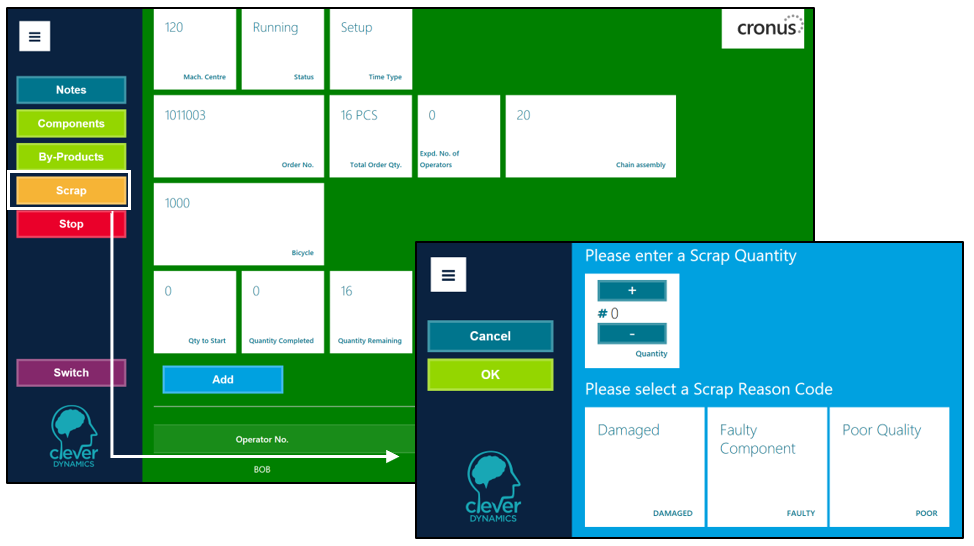 120
Mach. Centre
Running
Status
Setup
Time Type
cronus
Notes
Components
By-Products
Scrap
Stop
Switch
clever
DYNAMICS
1011003
Order No.
16 PCS
Total Order Qty.
0
Expd. No. of
Operators
20
Chain assembly
1000
Bicycle
0
Qty to Start
0
Quantity Completed
16
Quantity Remaining
Add
Operator No.
BOB
Cancel
OK
clever
DYNAMICS
Please enter a Scrap Quantity
+
# 0
-
Quantity
Please select a Scrap Reason Code
Damaged
DAMAGED
Faulty
Component
FAULTY
Poor Quality
POOR